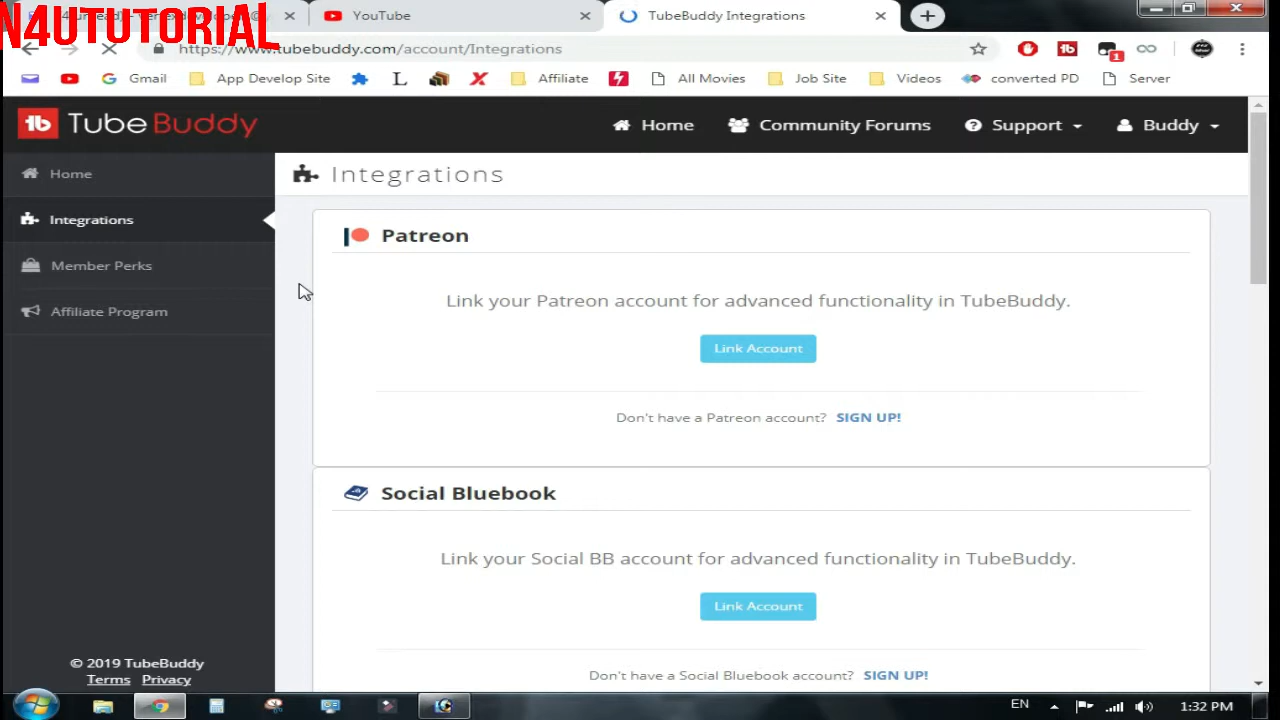 N4UTUTORIAL
YouTube
TubeBuddy Integrations
https://www.tubebuddy.com/account/Integrations
1
Gmail
App Develop Site
L
X
Affiliate
All Movies
Job Site
Videos
converted PD
Server
tb TubeBuddy
Home
Community Forums
Support
Buddy
Home
Integrations
Integrations
Patreon
Member Perks
Link your Patreon account for advanced functionality in TubeBuddy.
Affiliate Program
Link Account
Don't have a Patreon account? SIGN UP!
Social Bluebook
Link your Social BB account for advanced functionality in TubeBuddy.
Link Account
© 2019 TubeBuddy
Terms Privacy
Don't have a Social Bluebook account? SIGN UP!
EN
1:32 PM